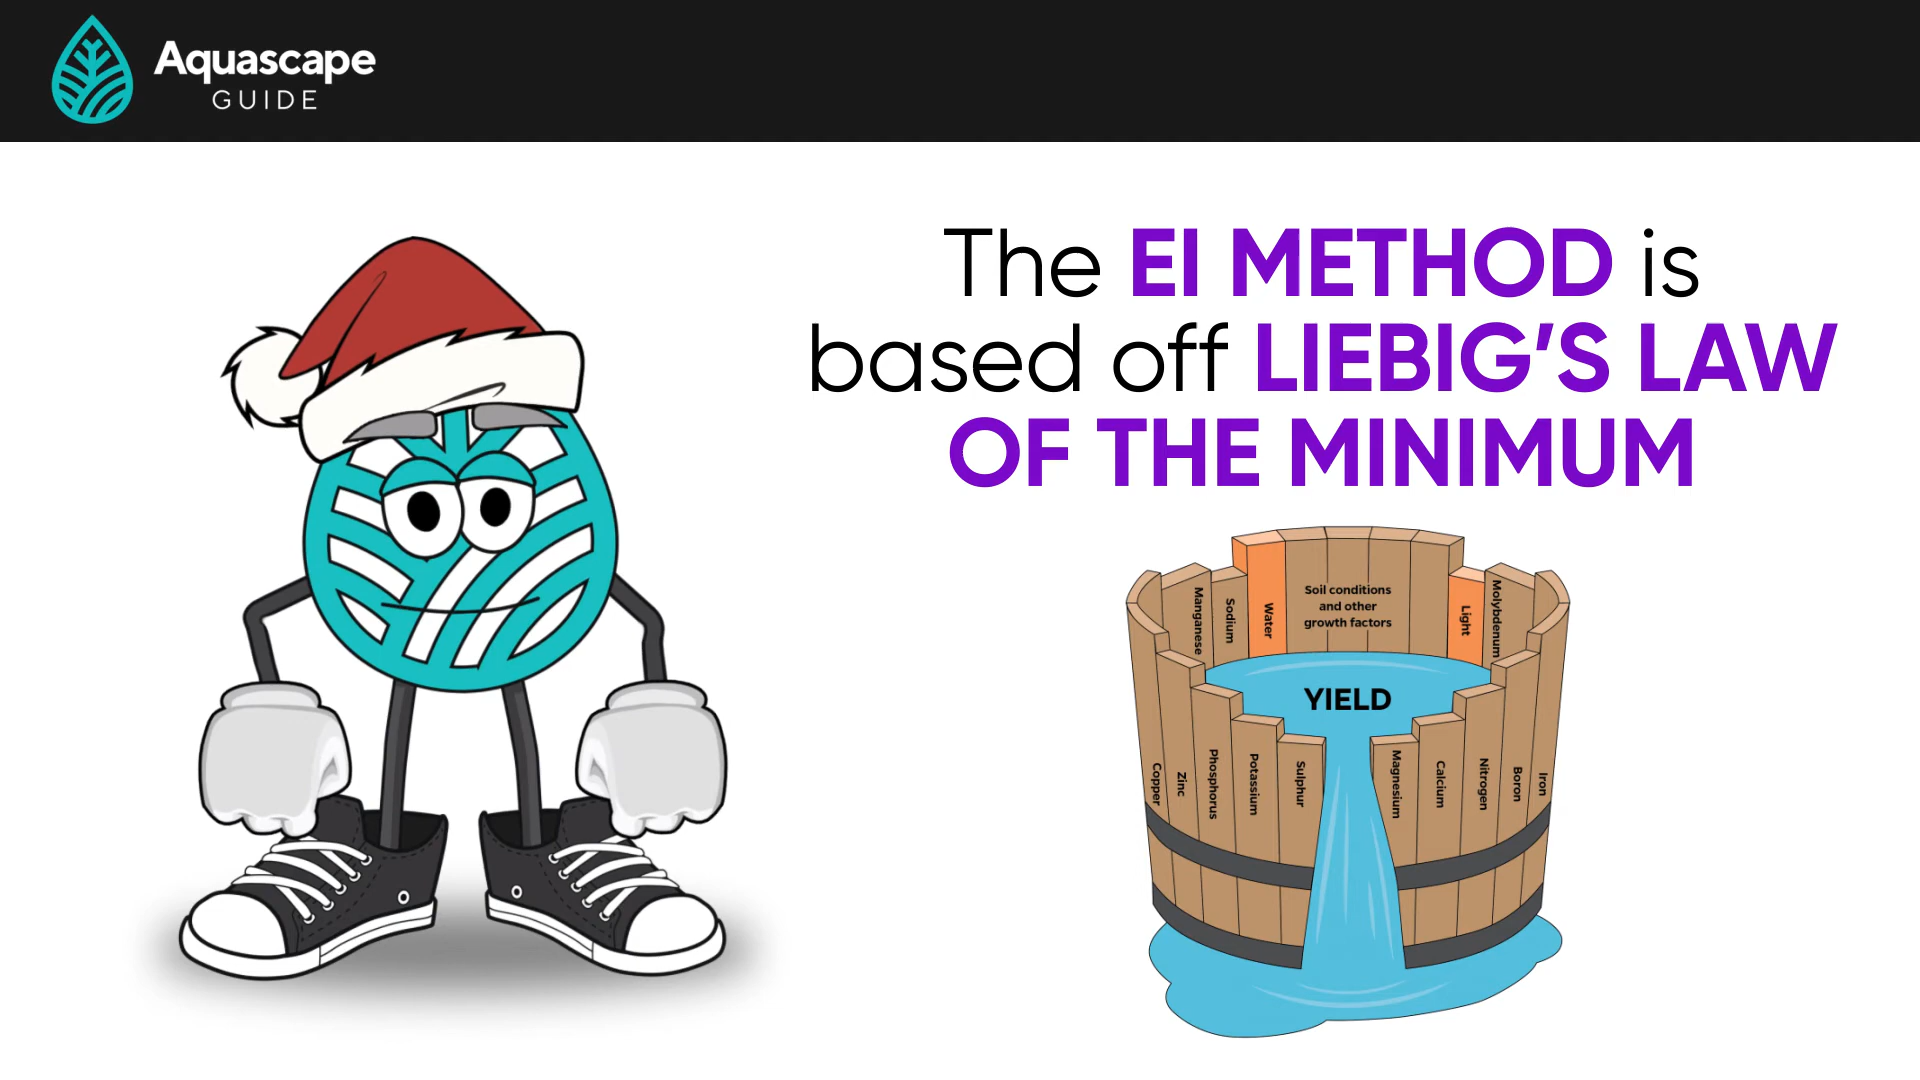 Aquascape
GUIDE
The EI METHOD is
based off LIEBIG'S LAW
OF THE MINIMUM
Manganese
Sodium
Water
Soil conditions
and other
growth factors
Light
Molybdenum
YIELD
Copper
Zinc
Phosphorus
Potassium
Sulphur
Magnesium
Calcium
Nitrogen
Boron
Iron